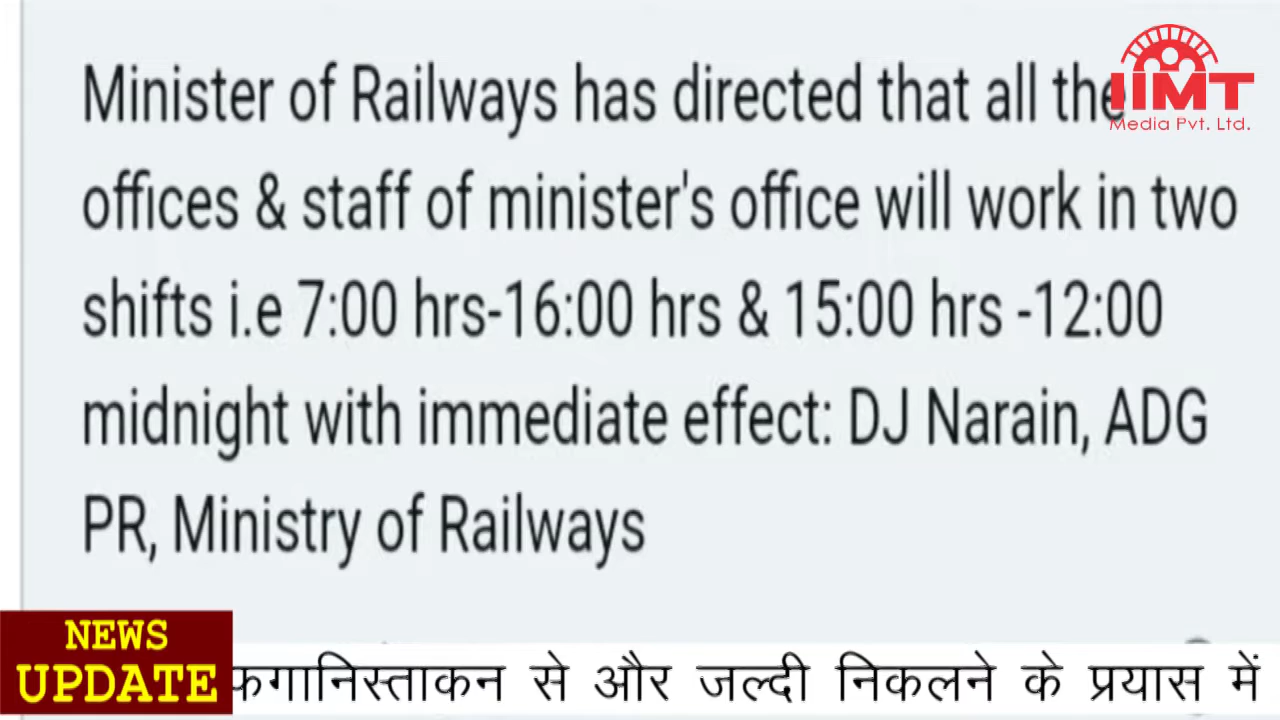 Minister of Railways has directed that all the
offices & staff of minister's office will work in two
shifts i.e 7:00 hrs-16:00 hrs & 15:00 hrs -12:00
midnight with immediate effect: DJ Narain, ADG
PR, Ministry of Railways
IIMT
Media Pvt. Ltd.
NEWS
UPDATE
फगानिस्ताकन से और जल्दी निकलने के प्रयास में